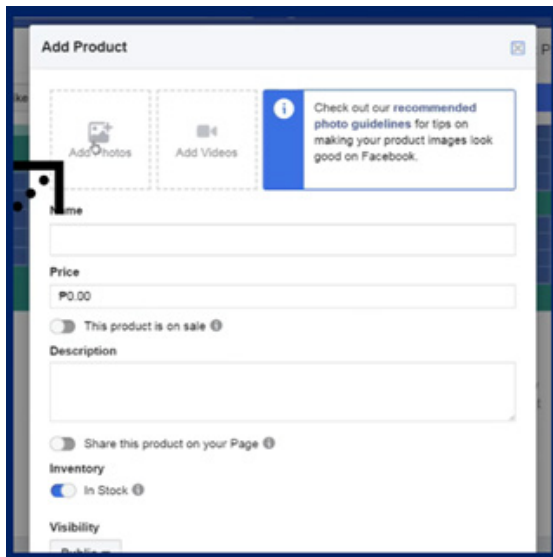 Add Product
Add Photos
Add Videos
Check out our recommended
photo guidelines for tips on
making your product images look
good on Facebook.
Name
Price
₱0.00
This product is on sale
Description
Share this product on your Page
Inventory
In Stock
Visibility
Public